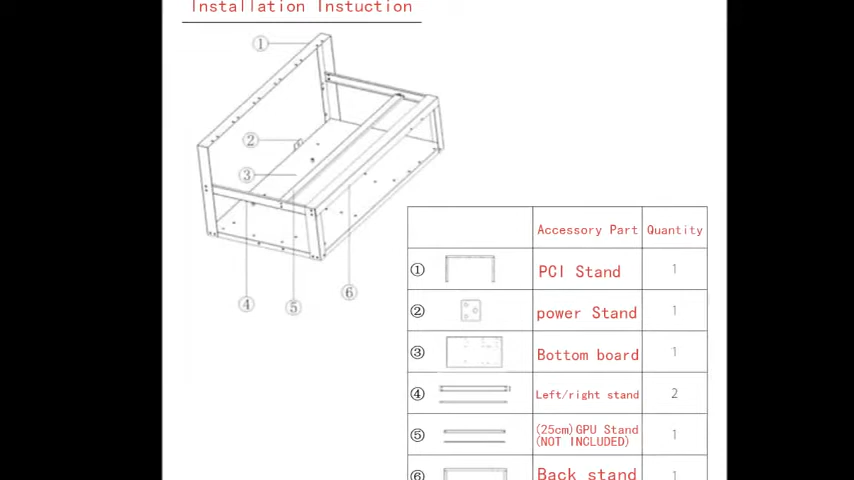 Installation Instuction
①
②
③
④
⑤
⑥
Accessory Part Quantity
① PCI Stand 1
② power Stand 1
③ Bottom board 1
④ Left/right stand 2
⑤ (25cm)GPU Stand
(NOT INCLUDED) 1
⑥ Back stand 1